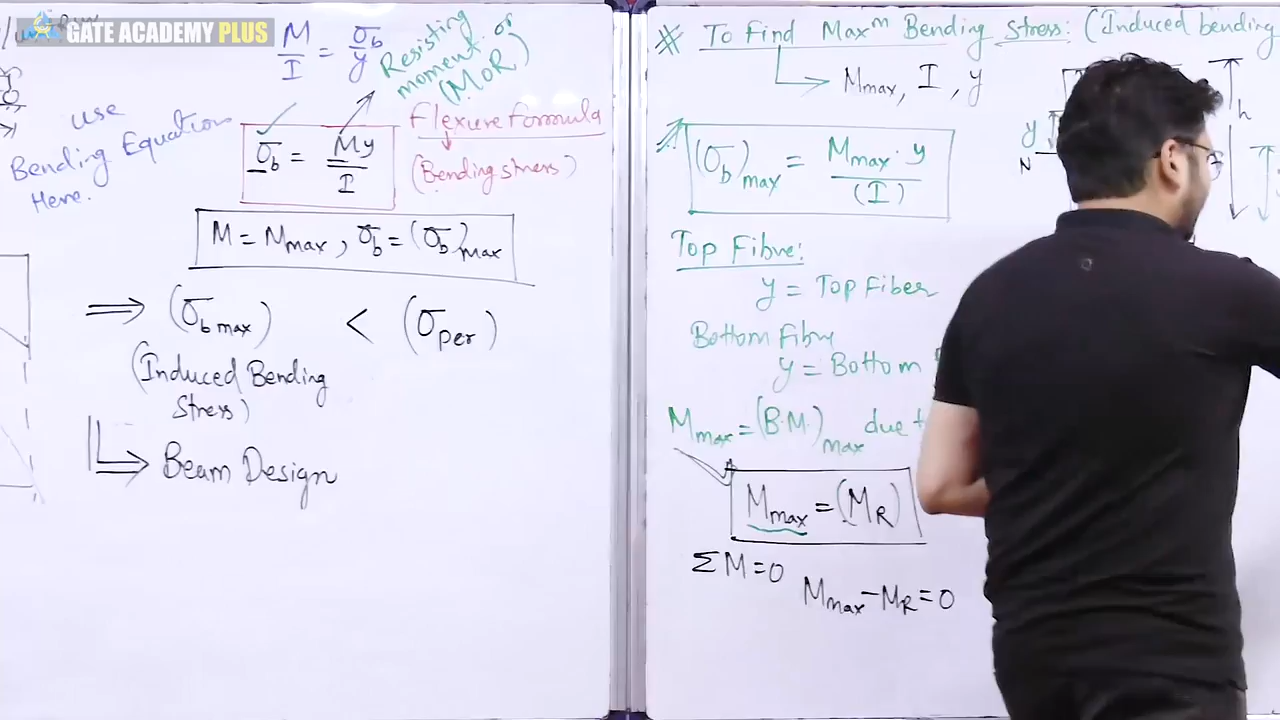 GATE ACADEMY PLUS
M/I = σb/y
Resisting
moment or
(MOR)
use
Bending Equation
Here.
σb = My/I
Flexure formula
(Bending stress)
M = Mmax, σb = (σb)max
⇒ (σb max) < (σper)
(Induced Bending
Stress)
⇒ Beam Design
# To Find Maxm Bending Stress: (Induced bending
→ Mmax, I, y
(σb)max = Mmax · y/(I)
h
y
N
Top Fibre:
y = Top Fiber
Bottom Fibre
y = Bottom
Mmax = (B.M.)max due t
Mmax = (MR)
ΣM = 0
Mmax - MR = 0